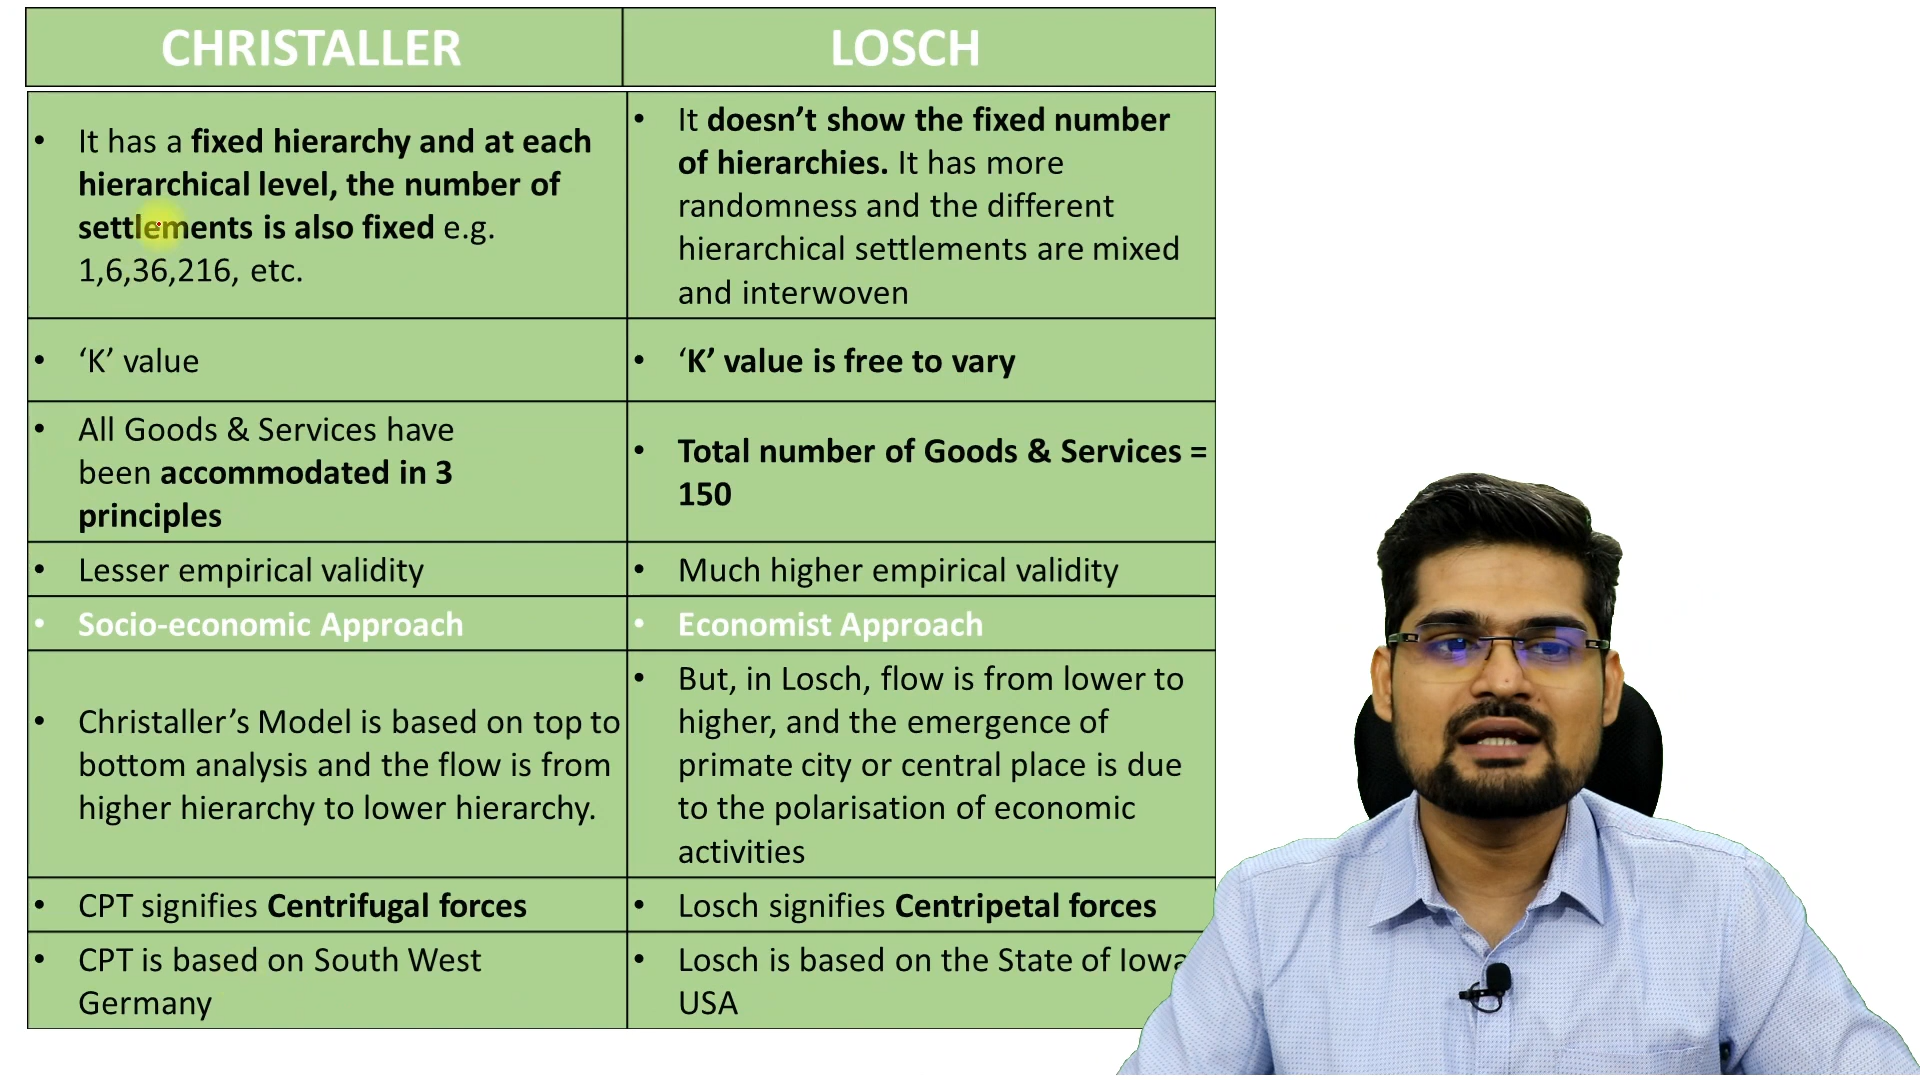 CHRISTALLER
LOSCH
• It has a fixed hierarchy and at each
hierarchical level, the number of
settlements is also fixed e.g.
1,6,36,216, etc.
• It doesn’t show the fixed number
of hierarchies. It has more
randomness and the different
hierarchical settlements are mixed
and interwoven
• ‘K’ value
• ‘K’ value is free to vary
• All Goods & Services have
been accommodated in 3
principles
• Total number of Goods & Services =
150
• Lesser empirical validity
• Much higher empirical validity
• Socio-economic Approach
• Economist Approach
• Christaller’s Model is based on top to
bottom analysis and the flow is from
higher hierarchy to lower hierarchy.
• But, in Losch, flow is from lower to
higher, and the emergence of
primate city or central place is due
to the polarisation of economic
activities
• CPT signifies Centrifugal forces
• Losch signifies Centripetal forces
• CPT is based on South West
Germany
• Losch is based on the State of Iowa
USA